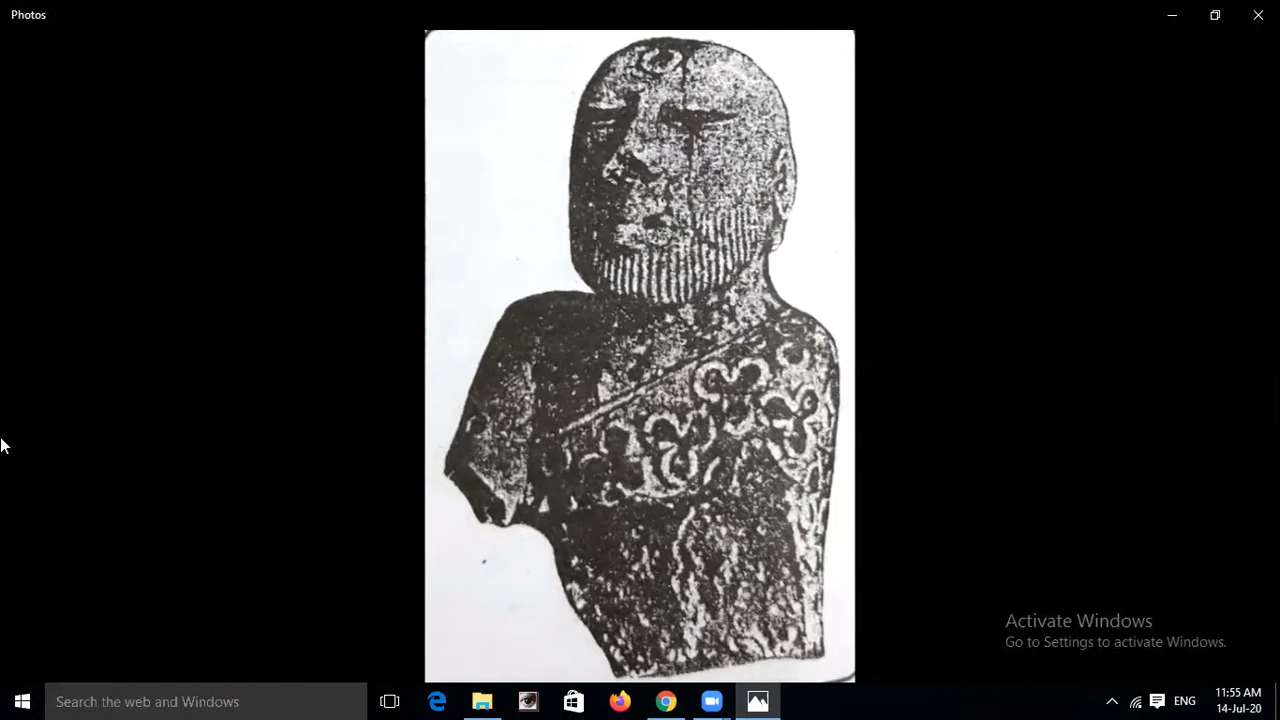 Photos
Activate Windows
Go to Settings to activate Windows.
Search the web and Windows
ENG
11:55 AM
14-Jul-20